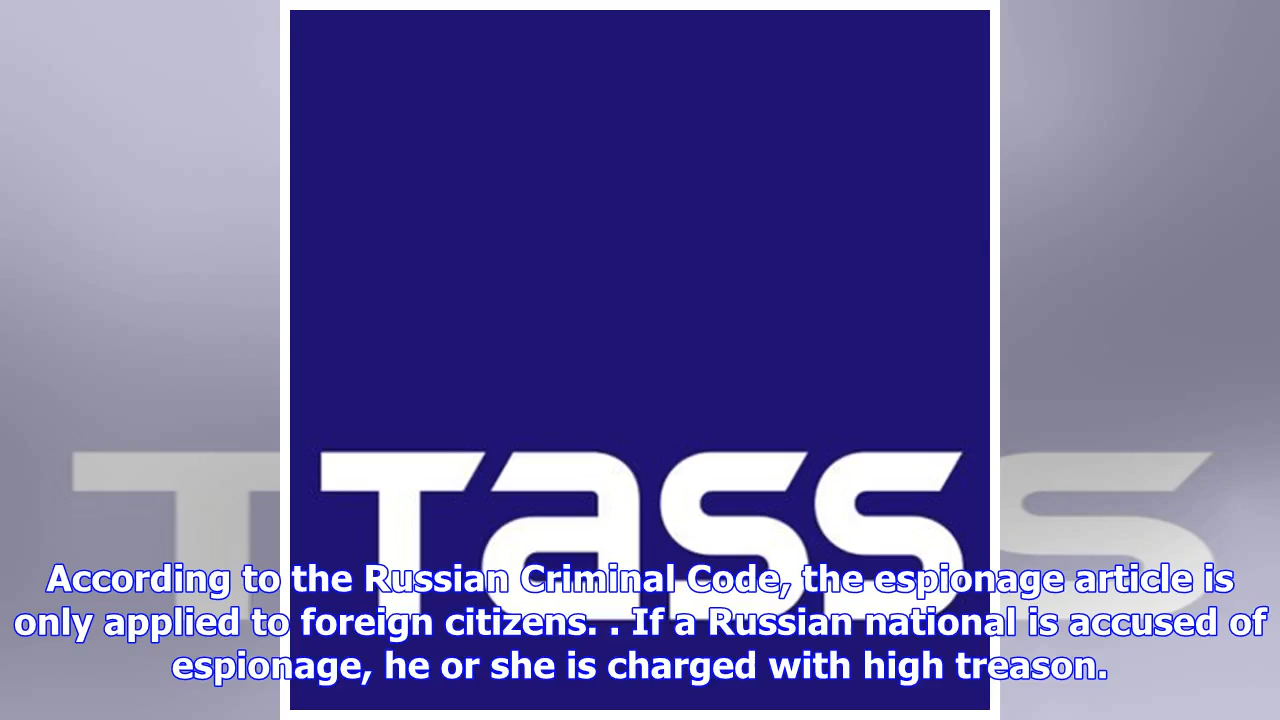 TASS
According to the Russian Criminal Code, the espionage article is
only applied to foreign citizens. . If a Russian national is accused of
espionage, he or she is charged with high treason.